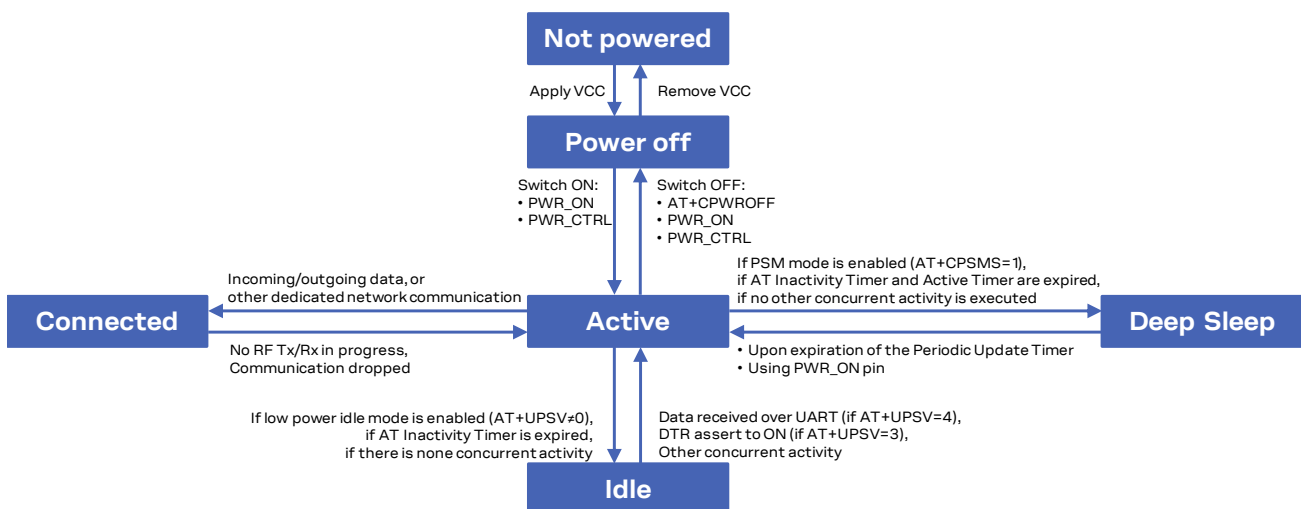 Not powered
Apply VCC
Remove VCC
Power off
Switch ON:
• PWR_ON
• PWR_CTRL
Switch OFF:
• AT+CPWROFF
• PWR_ON
• PWR_CTRL
Incoming/outgoing data, or
other dedicated network communication
If PSM mode is enabled (AT+CPSMS=1),
if AT Inactivity Timer and Active Timer are expired,
if no other concurrent activity is executed
Connected
Active
Deep Sleep
No RF Tx/Rx in progress,
Communication dropped
• Upon expiration of the Periodic Update Timer
• Using PWR_ON pin
If low power idle mode is enabled (AT+UPSV≠0),
if AT Inactivity Timer is expired,
if there is none concurrent activity
Data received over UART (if AT+UPSV=4),
DTR assert to ON (if AT+UPSV=3),
Other concurrent activity
Idle